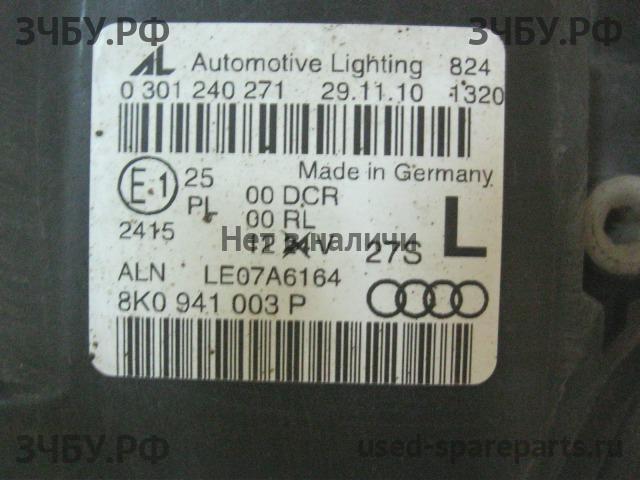 ЗЧБУ.РФ
ЗЧБУ.РФ
AL Automotive Lighting 824
0 301 240 271 29.11.10 1320
Made in Germany
E1 25
PL
00 DCR
00 RL
2415
12 24V
27S
L
Нет в наличи
ALN LE07A6164
8K0 941 003 P
ЗЧБУ.РФ
used-spareparts.ru